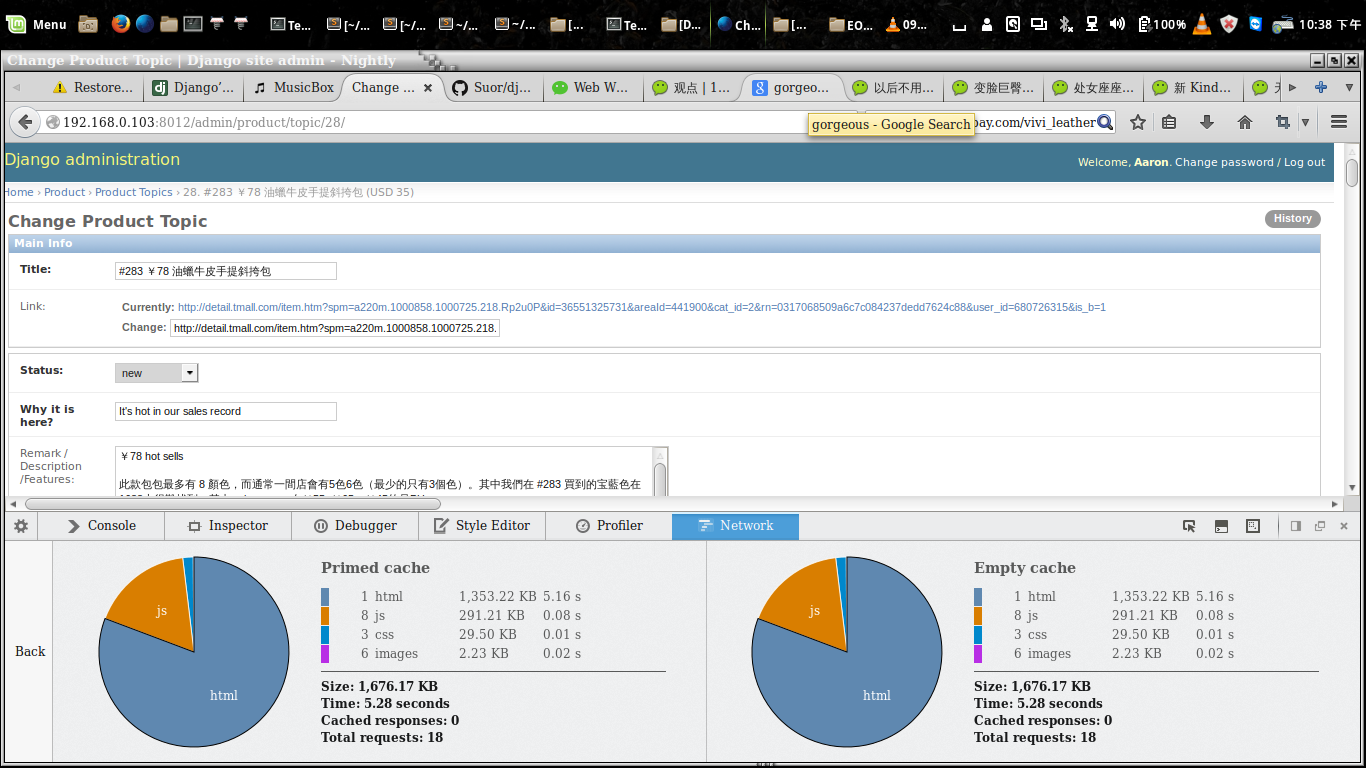 Menu Te... [~/... [~/... ~/... ~/... [... Te... [D... Ch... [... EO... 09... 100% 10:38 下午
Change Product Topic | Django site admin - Nightly
Restore... Django'... MusicBox Change ... Suor/dj... Web W... 观点 | 1... gorgeo... 以后不用... 变脸巨臀... 处女座座... 新 Kind...
192.168.0.103:8012/admin/product/topic/28/ gorgeous - Google Search bay.com/vivi_leather
Django administration Welcome, Aaron. Change password / Log out
Home › Product › Product Topics › 28. #283 ￥78 油蠟牛皮手提斜挎包 (USD 35)
Change Product Topic History
Main Info
Title: #283 ￥78 油蠟牛皮手提斜挎包
Link: Currently: http://detail.tmall.com/item.htm?spm=a220m.1000858.1000725.218.Rp2u0P&id=36551325731&areaId=441900&cat_id=2&rn=0317068509a6c7c084237dedd7624c88&user_id=680726315&is_b=1
Change: http://detail.tmall.com/item.htm?spm=a220m.1000858.1000725.218.
Status: new
Why it is here? It's hot in our sales record
Remark / Description /Features: ￥78 hot sells
此款包包最多有 8 顏色，而通常一間店會有5色6色（最少的只有3個色）。其中我們在 #283 買到的宝藍色在
Console Inspector Debugger Style Editor Profiler Network
Back
js
html
Primed cache
1 html 1,353.22 KB 5.16 s
8 js 291.21 KB 0.08 s
3 css 29.50 KB 0.01 s
6 images 2.23 KB 0.02 s
Size: 1,676.17 KB
Time: 5.28 seconds
Cached responses: 0
Total requests: 18
js
html
Empty cache
1 html 1,353.22 KB 5.16 s
8 js 291.21 KB 0.08 s
3 css 29.50 KB 0.01 s
6 images 2.23 KB 0.02 s
Size: 1,676.17 KB
Time: 5.28 seconds
Cached responses: 0
Total requests: 18